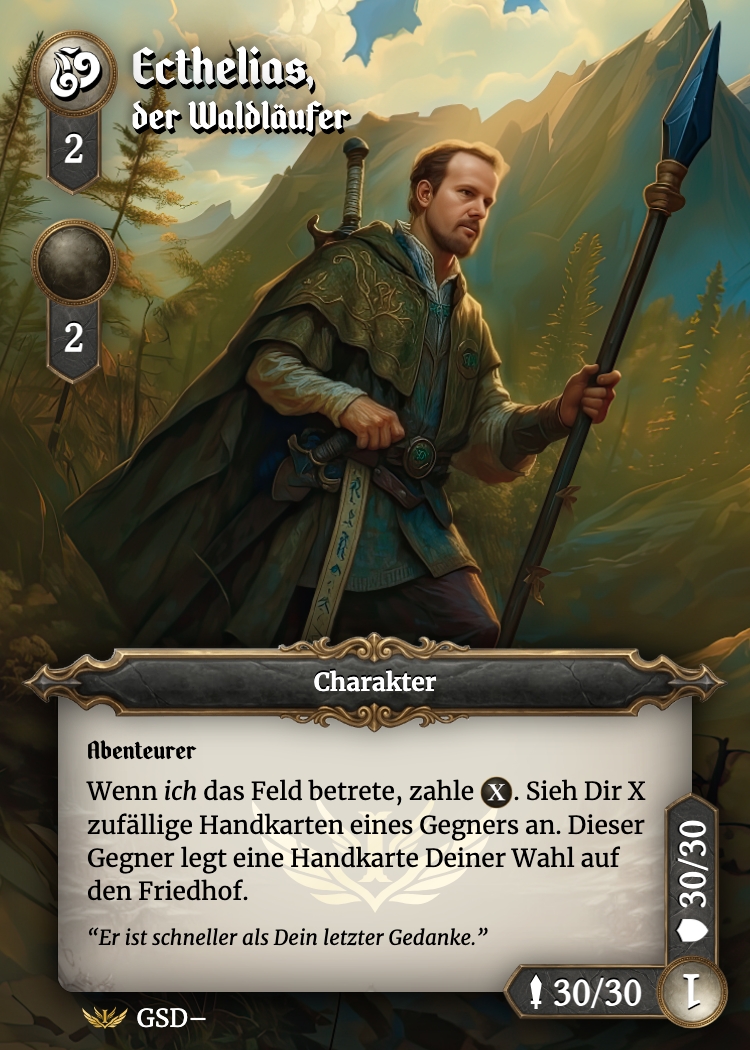 Ecthelias,
der Waldläufer
2
2
Charakter
Abenteurer
Wenn ich das Feld betrete, zahle X. Sieh Dir X
zufällige Handkarten eines Gegners an. Dieser
Gegner legt eine Handkarte Deiner Wahl auf
den Friedhof.
“Er ist schneller als Dein letzter Gedanke.”
30/30
30/30
1
GSD–